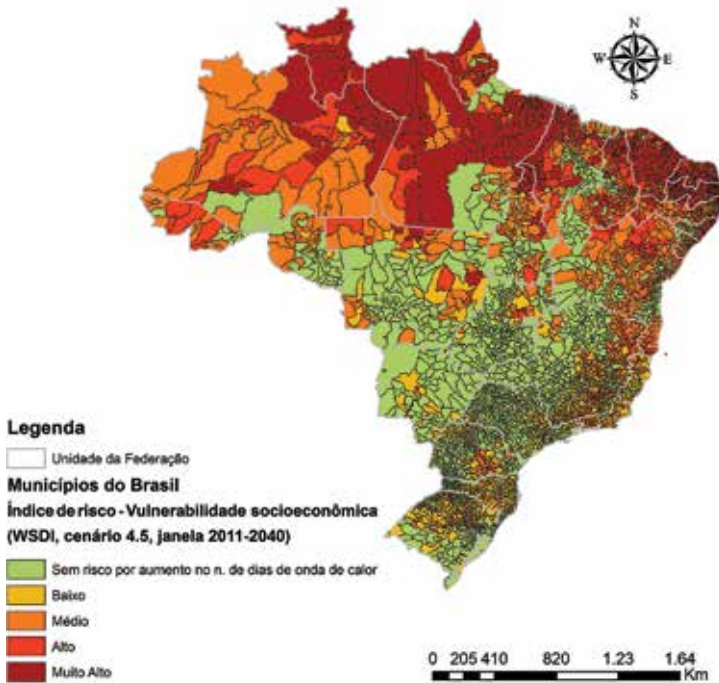 N
W E
S
Legenda
Unidade da Federação
Municípios do Brasil
Índice de risco - Vulnerabilidade socioeconômica
(WSDI, cenário 4.5, janela 2011-2040)
Sem risco por aumento no n. de dias de onda de calor
Baixo
Médio
Alto
Muito Alto
0 205 410 820 1.23 1.64
Km